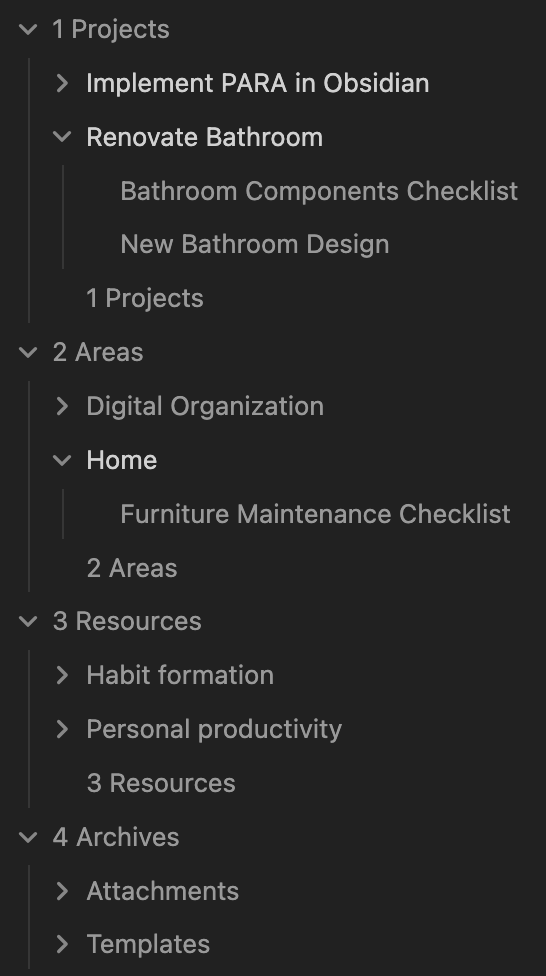 1 Projects
Implement PARA in Obsidian
Renovate Bathroom
Bathroom Components Checklist
New Bathroom Design
1 Projects
2 Areas
Digital Organization
Home
Furniture Maintenance Checklist
2 Areas
3 Resources
Habit formation
Personal productivity
3 Resources
4 Archives
Attachments
Templates